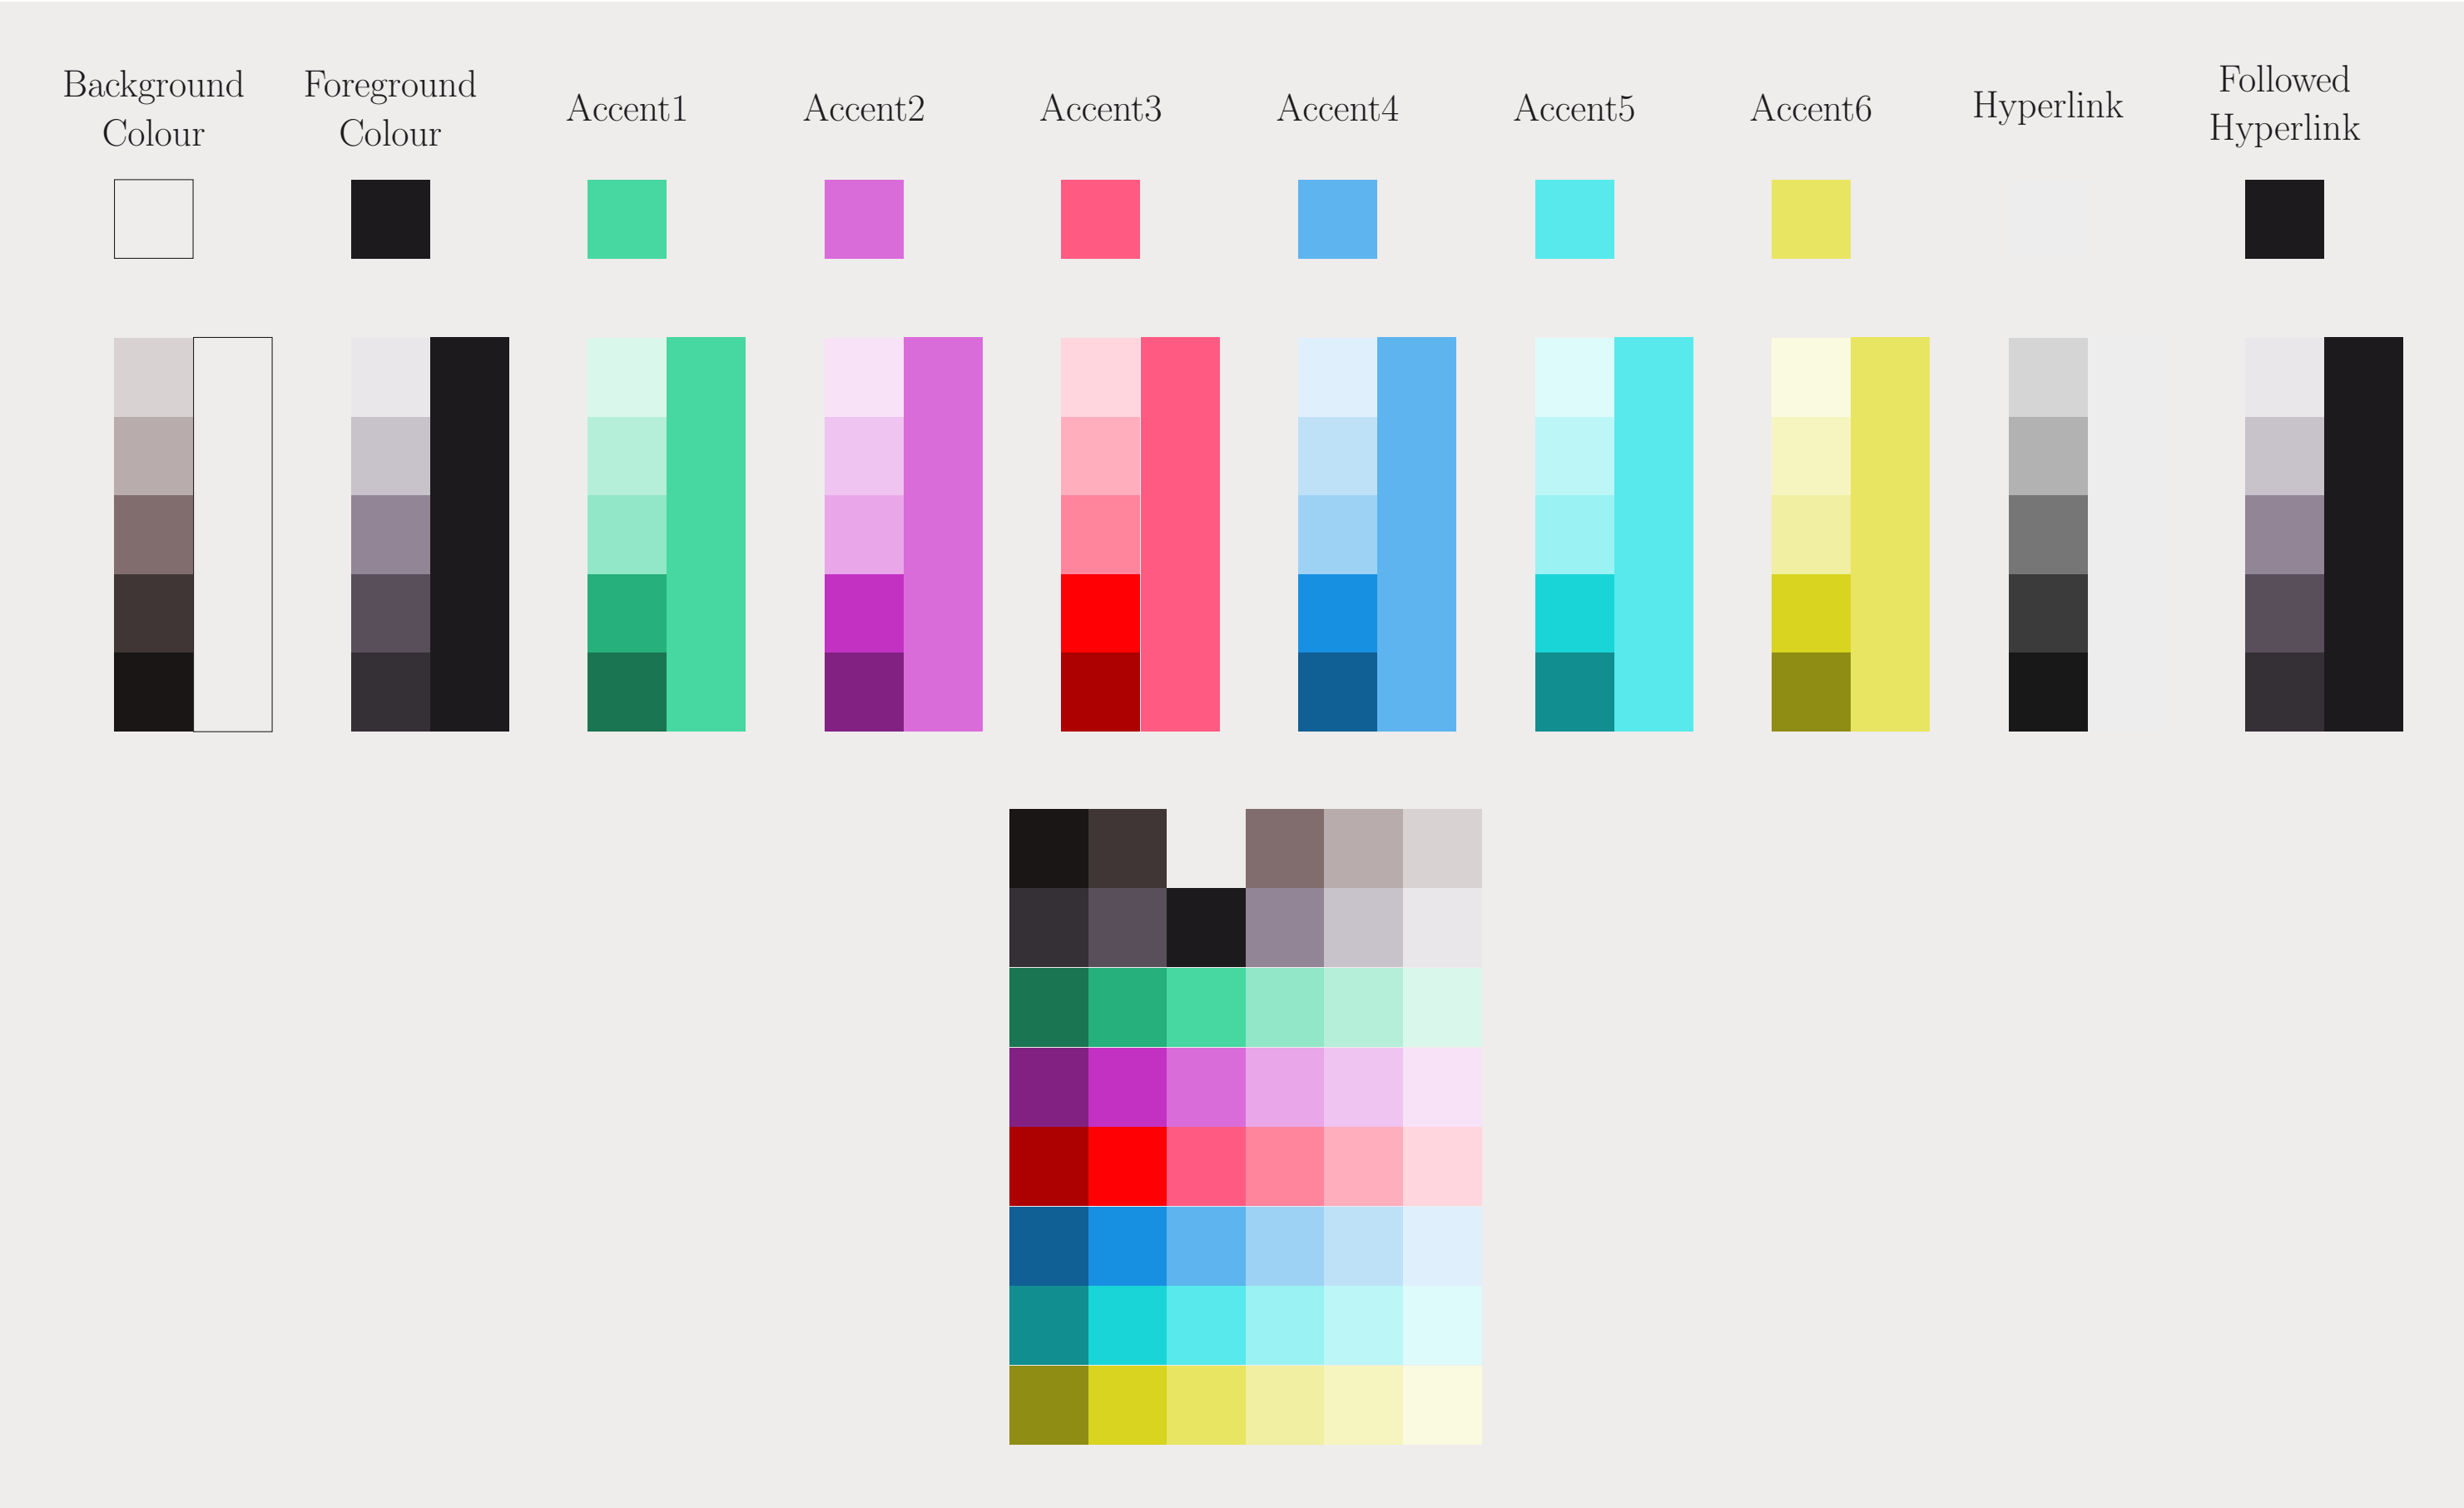 Background
Colour
Foreground
Colour
Accent1
Accent2
Accent3
Accent4
Accent5
Accent6
Hyperlink
Followed
Hyperlink